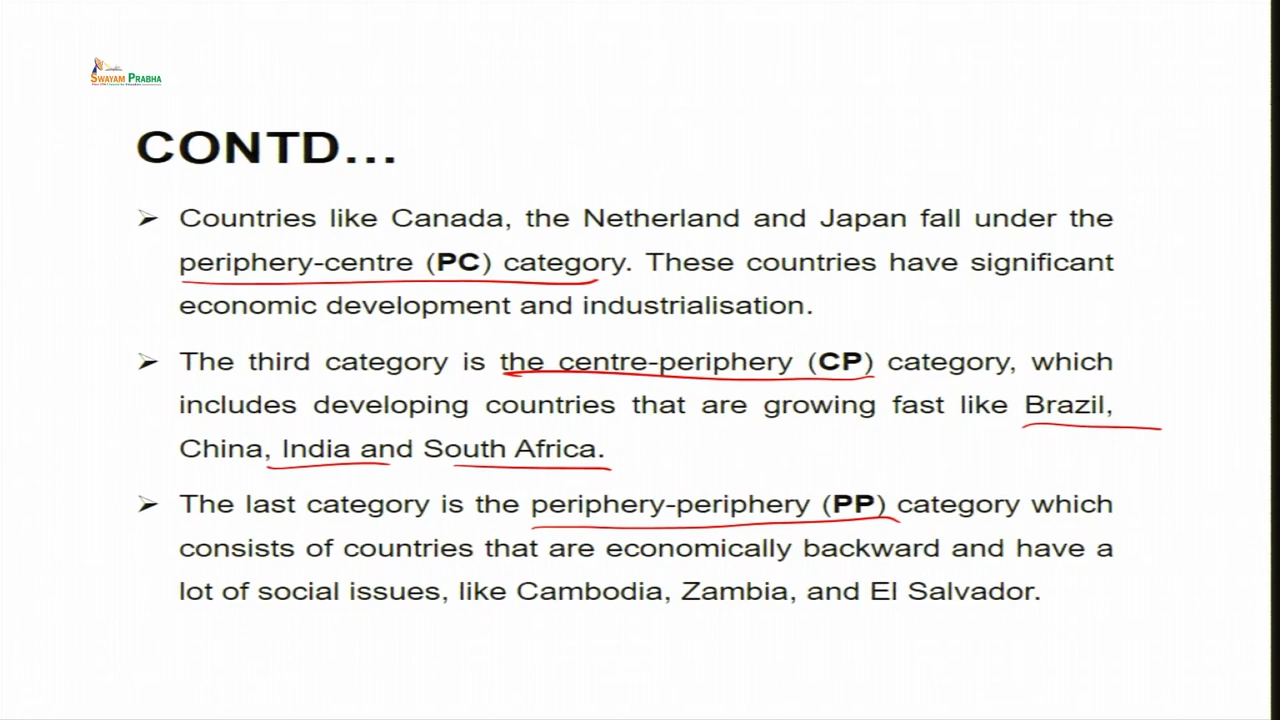 SWAYAM PRABHA
CONTD...
➢ Countries like Canada, the Netherland and Japan fall under the
periphery-centre (PC) category. These countries have significant
economic development and industrialisation.
➢ The third category is the centre-periphery (CP) category, which
includes developing countries that are growing fast like Brazil,
China, India and South Africa.
➢ The last category is the periphery-periphery (PP) category which
consists of countries that are economically backward and have a
lot of social issues, like Cambodia, Zambia, and El Salvador.